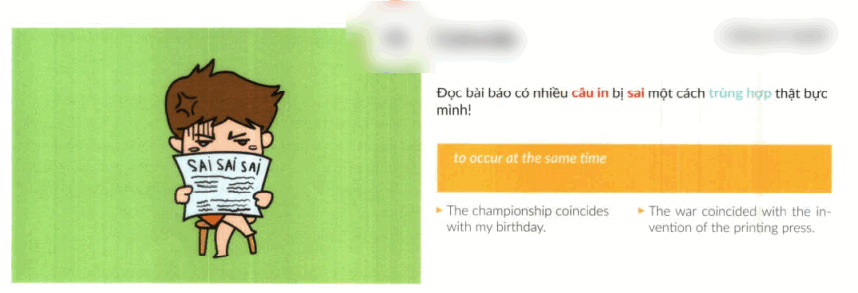 SAI SAI SAI
Đọc bài báo có nhiều câu in bị sai một cách trùng hợp thật bực
mình!
to occur at the same time
▸ The championship coincides
with my birthday.
▸ The war coincided with the in-
vention of the printing press.